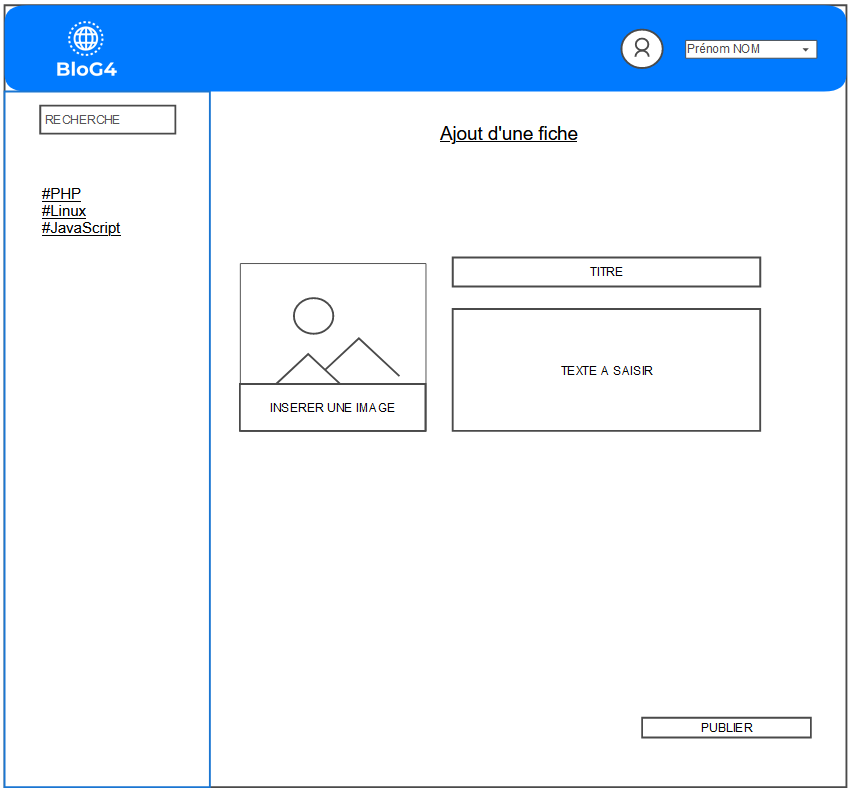 BloG4
Prénom NOM
RECHERCHE
Ajout d'une fiche
#PHP
#Linux
#JavaScript
TITRE
TEXTE A SAISIR
INSERER UNE IMAGE
PUBLIER